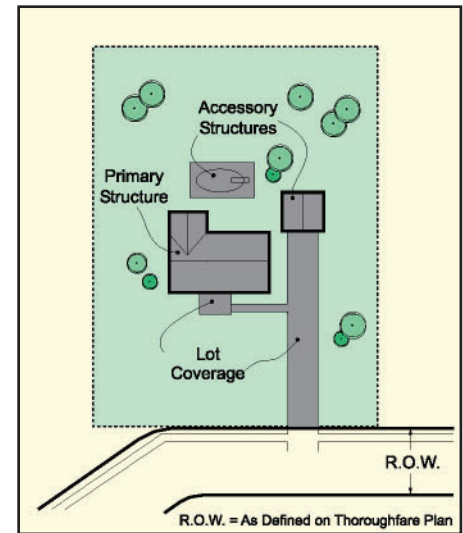 Accessory
Structures
Primary
Structure
Lot
Coverage
R.O.W.
R.O.W. = As Defined on Thoroughfare Plan